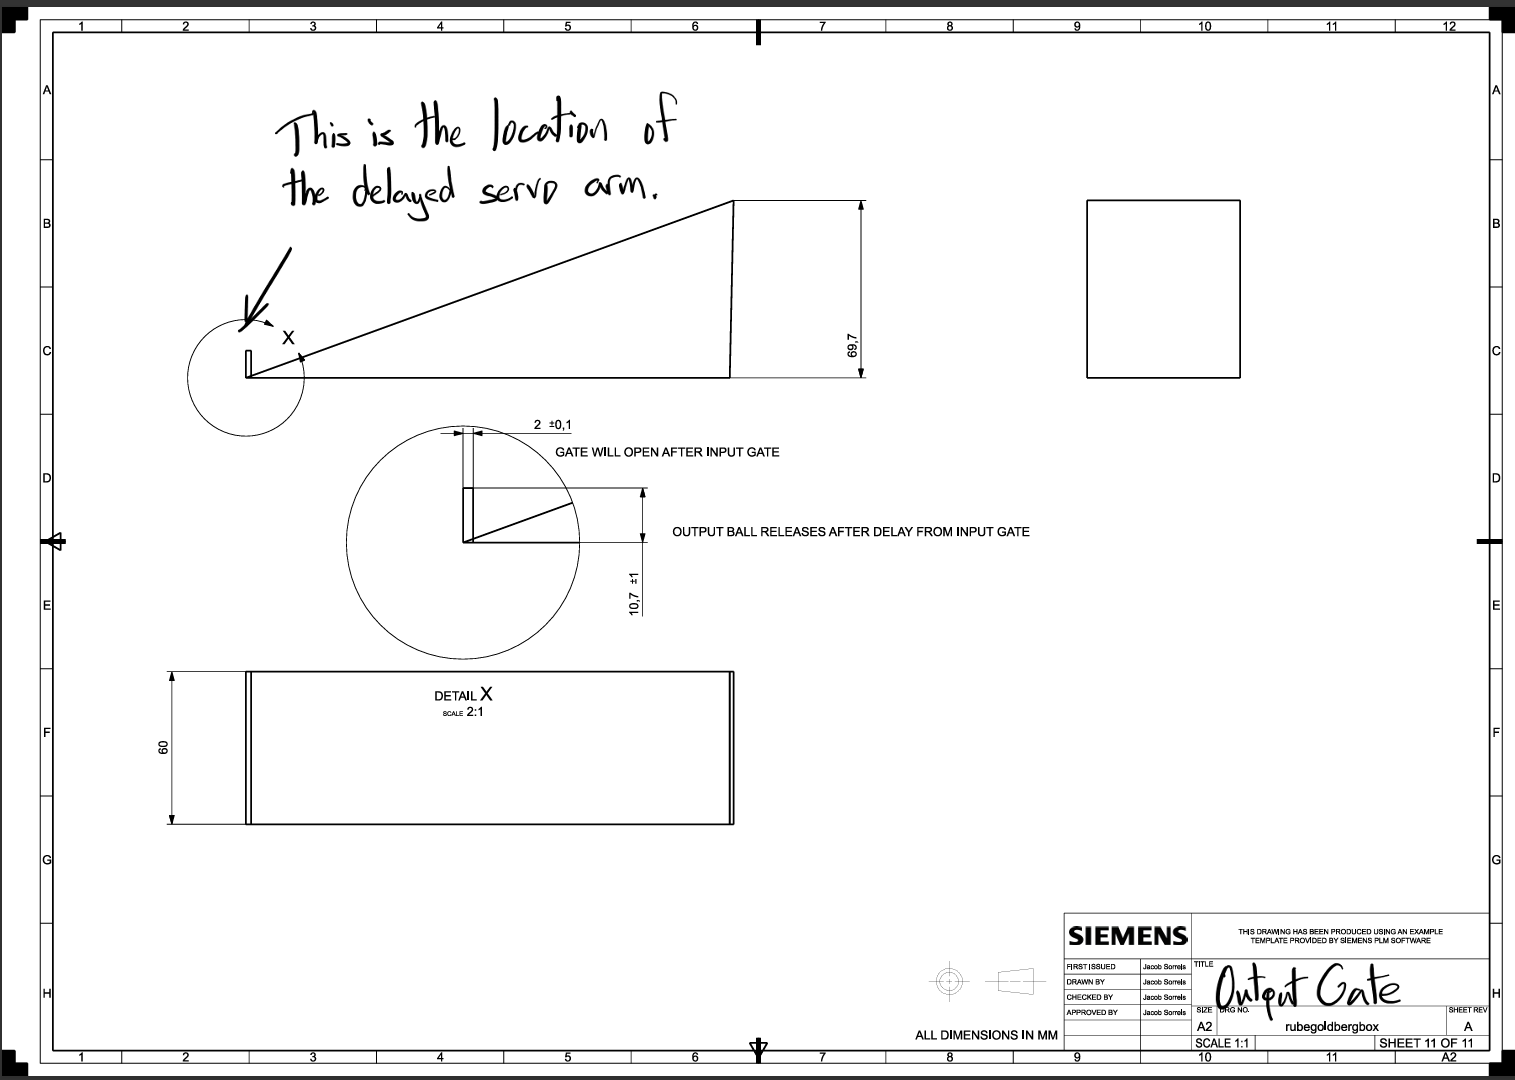 1 2 3 4 5 6 7 8 9 10 11 12
A A
This is the location of
the delayed servo arm.
B B
X
69,7
C C
2 ±0,1
GATE WILL OPEN AFTER INPUT GATE
D D
OUTPUT BALL RELEASES AFTER DELAY FROM INPUT GATE
10,7 ±1
E E
DETAIL X
SCALE 2:1
60
F F
G G
SIEMENS
THIS DRAWING HAS BEEN PRODUCED USING AN EXAMPLE
TEMPLATE PROVIDED BY SIEMENS PLM SOFTWARE
FIRST ISSUED Jacob Sorrels
DRAWN BY Jacob Sorrels
CHECKED BY Jacob Sorrels
APPROVED BY Jacob Sorrels
TITLE
Output Gate
H H
SIZE DRG NO. SHEET REV
A2 rubegoldbergbox A
ALL DIMENSIONS IN MM
SCALE 1:1 SHEET 11 OF 11
1 2 3 4 5 6 7 8 9 10 11 A2